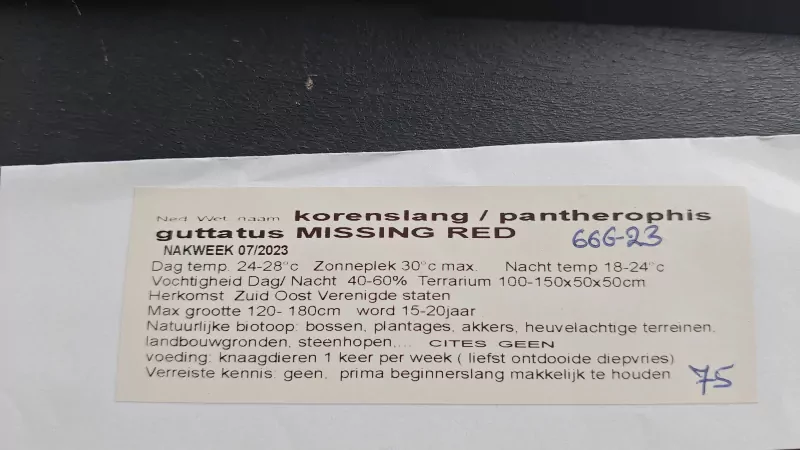 Ned. Wet. naam korenslang / pantherophis
guttatus MISSING RED 66G-23
NAKWEEK 07/2023
Dag temp. 24-28°c Zonneplek 30°c max. Nacht temp 18-24°c
Vochtigheid Dag/ Nacht 40-60% Terrarium 100-150x50x50cm
Herkomst Zuid Oost Verenigde staten
Max grootte 120- 180cm word 15-20jaar
Natuurlijke biotoop: bossen, plantages, akkers, heuvelachtige terreinen,
landbouwgronden, steenhopen,... CITES GEEN
voeding: knaagdieren 1 keer per week ( liefst ontdooide diepvries)
Verreiste kennis: geen, prima beginnerslang makkelijk te houden 75